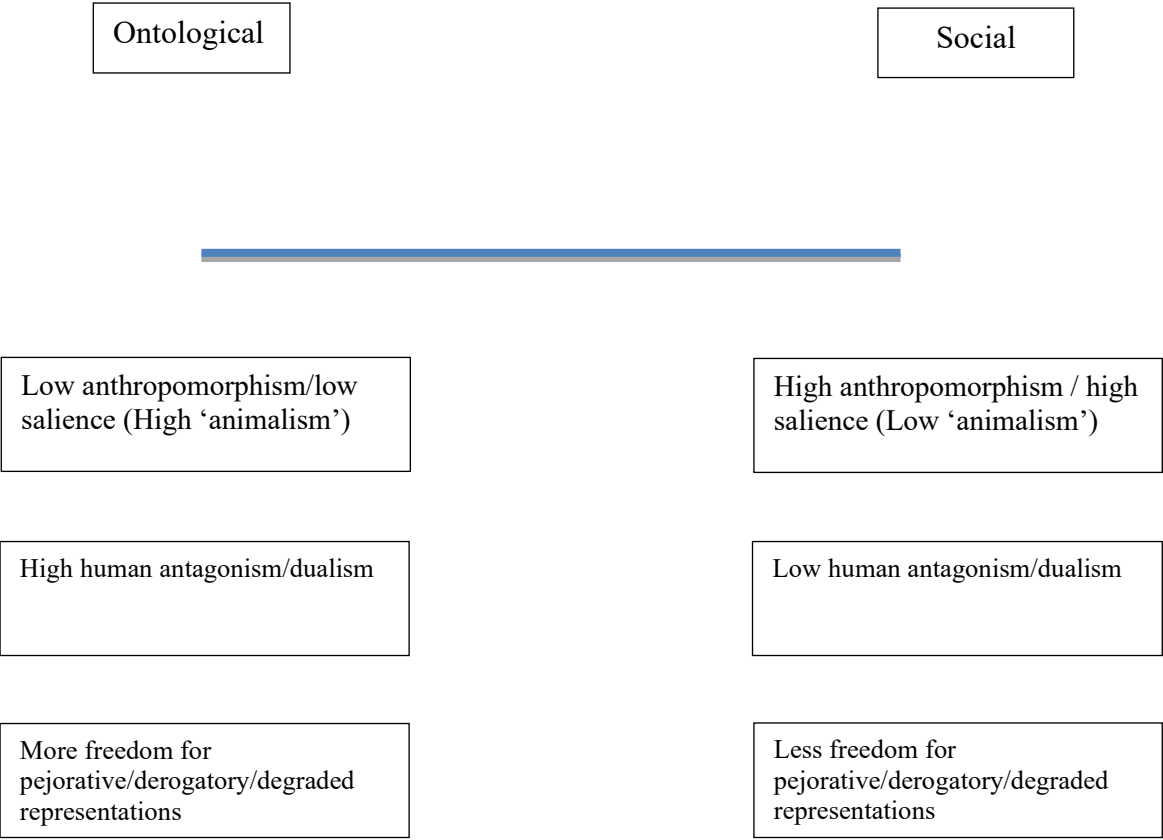 Ontological
Social
Low anthropomorphism/low
salience (High ‘animalism’)
High anthropomorphism / high
salience (Low ‘animalism’)
High human antagonism/dualism
Low human antagonism/dualism
More freedom for
pejorative/derogatory/degraded
representations
Less freedom for
pejorative/derogatory/degraded
representations